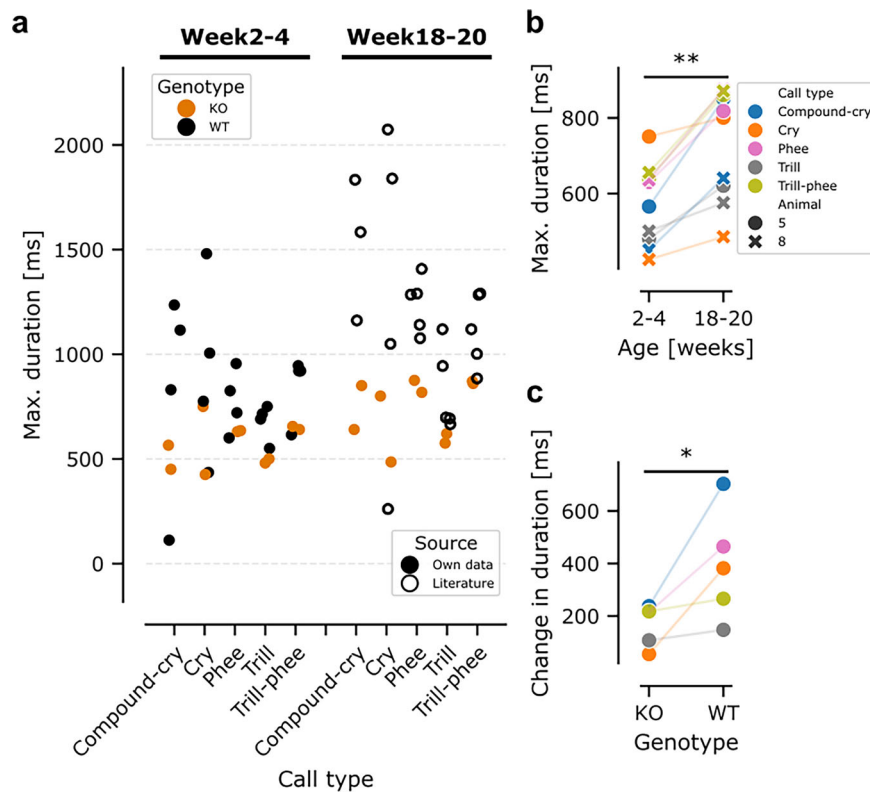 a
Week2-4
Week18-20
Max. duration [ms]
2000
1500
1000
500
0
Genotype
KO
WT
Source
Own data
Literature
Compound-cry
Cry
Phee
Trill
Trill-phee
Compound-cry
Cry
Phee
Trill
Trill-phee
Call type
b
**
Max. duration [ms]
800
600
2-4
18-20
Age [weeks]
Call type
Compound-cry
Cry
Phee
Trill
Trill-phee
Animal
5
8
c
*
Change in duration [ms]
600
400
200
KO
WT
Genotype